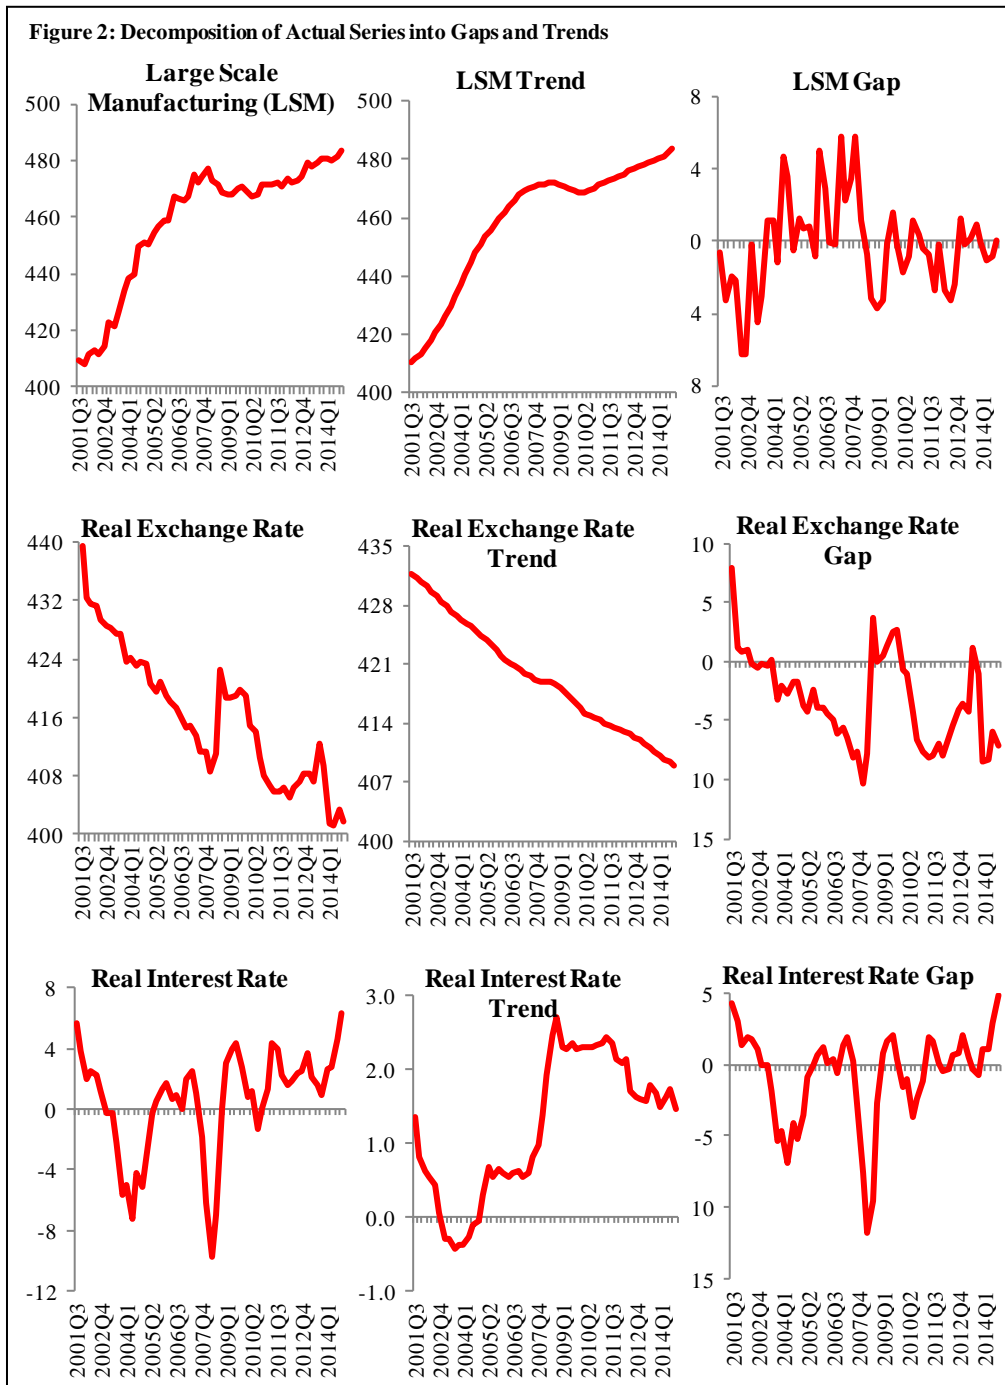 Figure 2: Decomposition of Actual Series into Gaps and Trends
Large Scale
Manufacturing (LSM)
500
480
460
440
420
400
2001Q3
2002Q4
2004Q1
2005Q2
2006Q3
2007Q4
2009Q1
2010Q2
2011Q3
2012Q4
2014Q1
LSM Trend
500
480
460
440
420
400
2001Q3
2002Q4
2004Q1
2005Q2
2006Q3
2007Q4
2009Q1
2010Q2
2011Q3
2012Q4
2014Q1
LSM Gap
8
4
0
4
8
2001Q3
2002Q4
2004Q1
2005Q2
2006Q3
2007Q4
2009Q1
2010Q2
2011Q3
2012Q4
2014Q1
Real Exchange Rate
440
432
424
416
408
400
2001Q3
2002Q4
2004Q1
2005Q2
2006Q3
2007Q4
2009Q1
2010Q2
2011Q3
2012Q4
2014Q1
Real Exchange Rate
Trend
435
428
421
414
407
400
2001Q3
2002Q4
2004Q1
2005Q2
2006Q3
2007Q4
2009Q1
2010Q2
2011Q3
2012Q4
2014Q1
Real Exchange Rate
Gap
10
5
0
-5
10
15
2001Q3
2002Q4
2004Q1
2005Q2
2006Q3
2007Q4
2009Q1
2010Q2
2011Q3
2012Q4
2014Q1
Real Interest Rate
8
4
0
-4
-8
-12
2001Q3
2002Q4
2004Q1
2005Q2
2006Q3
2007Q4
2009Q1
2010Q2
2011Q3
2012Q4
2014Q1
Real Interest Rate
Trend
3.0
2.0
1.0
0.0
-1.0
2001Q3
2002Q4
2004Q1
2005Q2
2006Q3
2007Q4
2009Q1
2010Q2
2011Q3
2012Q4
2014Q1
Real Interest Rate Gap
5
0
-5
10
15
2001Q3
2002Q4
2004Q1
2005Q2
2006Q3
2007Q4
2009Q1
2010Q2
2011Q3
2012Q4
2014Q1